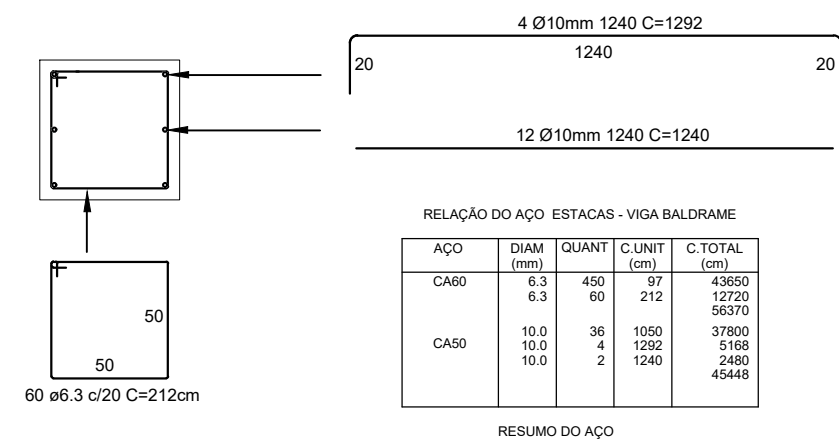 4 Ø10mm 1240 C=1292
20
1240
20
12 Ø10mm 1240 C=1240
50
50
60 ø6.3 c/20 C=212cm
RELAÇÃO DO AÇO ESTACAS - VIGA BALDRAME
AÇO DIAM (mm) QUANT C.UNIT (cm) C.TOTAL (cm)
CA60 6.3 450 97 43650
6.3 60 212 12720
56370
10.0 36 1050 37800
CA50 10.0 4 1292 5168
10.0 2 1240 2480
45448
RESUMO DO AÇO